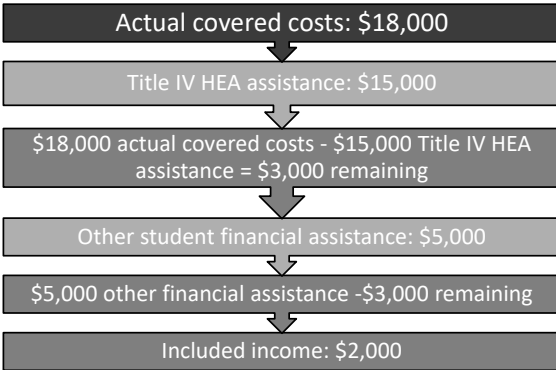 Actual covered costs: $18,000
Title IV HEA assistance: $15,000
$18,000 actual covered costs - $15,000 Title IV HEA
assistance = $3,000 remaining
Other student financial assistance: $5,000
$5,000 other financial assistance -$3,000 remaining
Included income: $2,000